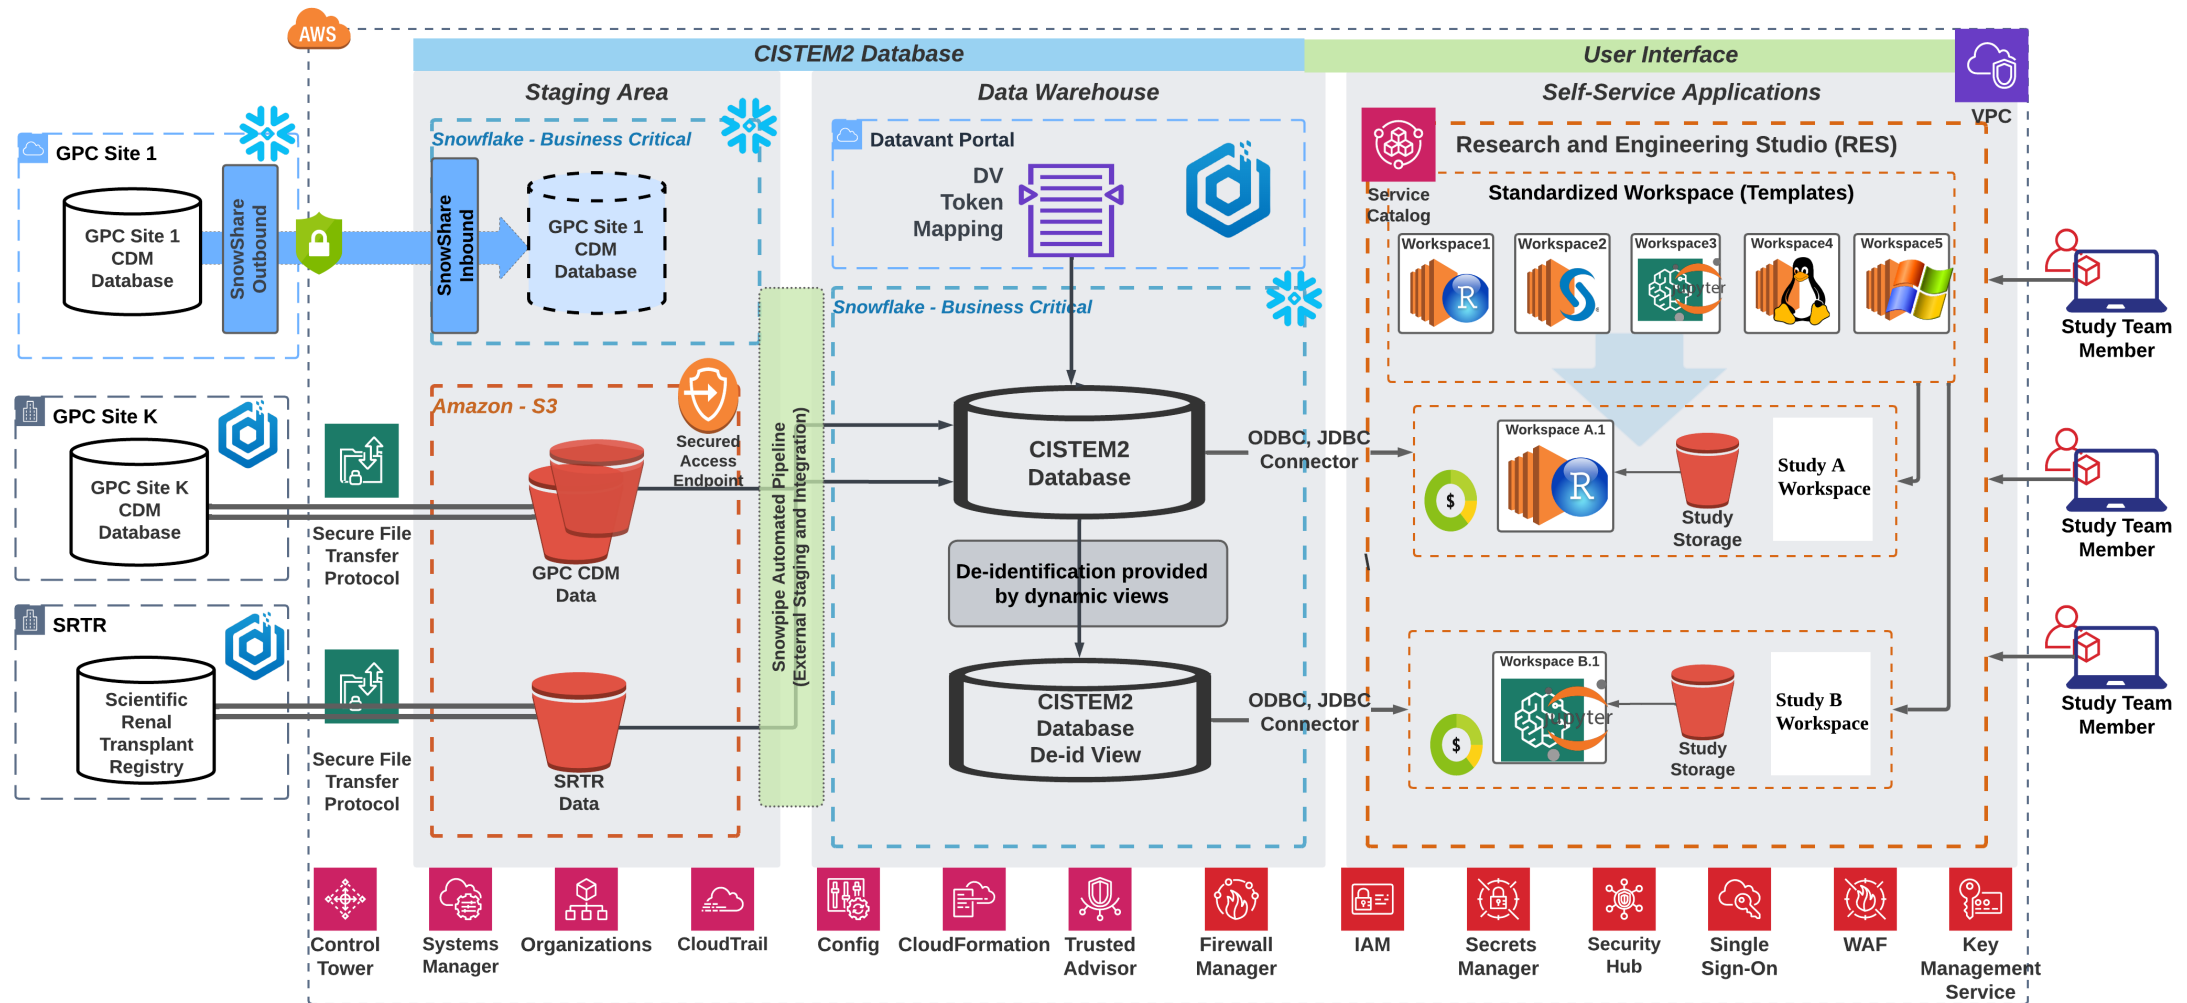 AWS
CISTEM2 Database
User Interface
VPC
Staging Area
Data Warehouse
Self-Service Applications
GPC Site 1
GPC Site 1
CDM
Database
SnowShare
Outbound
Snowflake - Business Critical
SnowShare
Inbound
GPC Site 1
CDM
Database
Datavant Portal
DV
Token
Mapping
Snowflake - Business Critical
Service
Catalog
Research and Engineering Studio (RES)
Standardized Workspace (Templates)
Workspace1
R
Workspace2
Workspace3
Jupyter
Workspace4
Workspace5
Study Team
Member
GPC Site K
GPC Site K
CDM
Database
Secure File
Transfer
Protocol
Amazon - S3
Secured
Access
Endpoint
GPC CDM
Data
Snowpipe Automated Pipeline
(External Staging and Integration)
CISTEM2
Database
ODBC, JDBC
Connector
$
Workspace A.1
R
Study
Storage
Study A
Workspace
Study Team
Member
De-identification provided
by dynamic views
\
SRTR
Scientific
Renal
Transplant
Registry
Secure File
Transfer
Protocol
SRTR
Data
CISTEM2
Database
De-id View
ODBC, JDBC
Connector
$
Workspace B.1
Jupyter
Study
Storage
Study B
Workspace
Study Team
Member
Control
Tower
Systems
Manager
Organizations
CloudTrail
Config
CloudFormation
Trusted
Advisor
Firewall
Manager
IAM
Secrets
Manager
Security
Hub
Single
Sign-On
WAF
Key
Management
Service